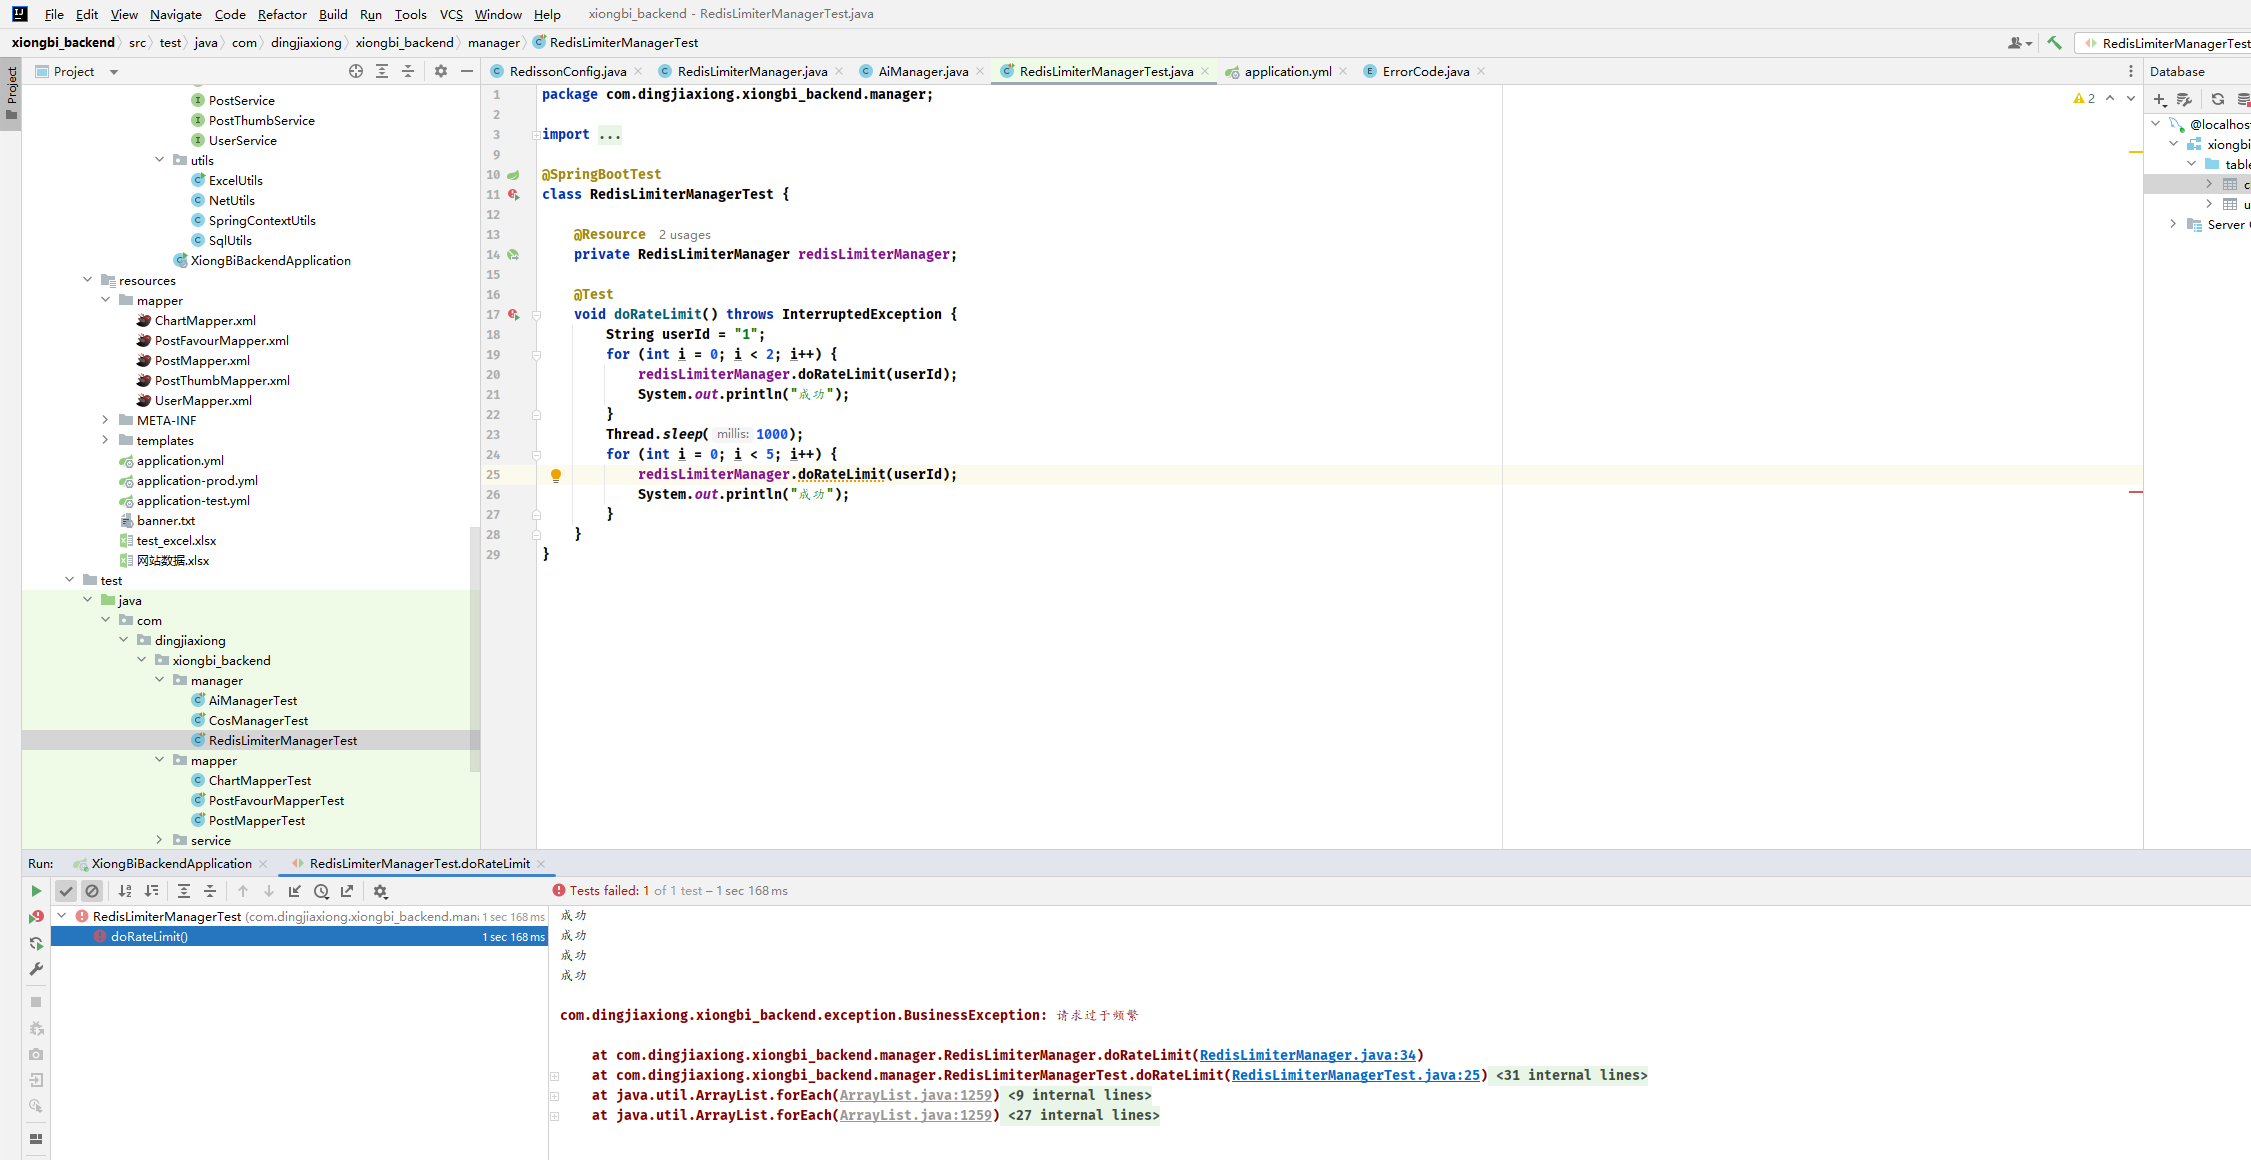 File Edit View Navigate Code Refactor Build Run Tools VCS Window Help xiongbi_backend - RedisLimiterManagerTest.java
xiongbi_backend src test java com dingjiaxiong xiongbi_backend manager RedisLimiterManagerTest
RedisLimiterManagerTest
Project
Project
RedissonConfig.java RedisLimiterManager.java AiManager.java RedisLimiterManagerTest.java application.yml ErrorCode.java
Database
PostService
PostThumbService
UserService
utils
ExcelUtils
NetUtils
SpringContextUtils
SqlUtils
XiongBiBackendApplication
resources
mapper
ChartMapper.xml
PostFavourMapper.xml
PostMapper.xml
PostThumbMapper.xml
UserMapper.xml
META-INF
templates
application.yml
application-prod.yml
application-test.yml
banner.txt
test_excel.xlsx
网站数据.xlsx
test
java
com
dingjiaxiong
xiongbi_backend
manager
AiManagerTest
CosManagerTest
RedisLimiterManagerTest
mapper
ChartMapperTest
PostFavourMapperTest
PostMapperTest
service
1 package com.dingjiaxiong.xiongbi_backend.manager;
2
3 import ...
9
10 @SpringBootTest
11 class RedisLimiterManagerTest {
12
13 @Resource 2 usages
14 private RedisLimiterManager redisLimiterManager;
15
16 @Test
17 void doRateLimit() throws InterruptedException {
18 String userId = "1";
19 for (int i = 0; i < 2; i++) {
20 redisLimiterManager.doRateLimit(userId);
21 System.out.println("成功");
22 }
23 Thread.sleep( millis: 1000);
24 for (int i = 0; i < 5; i++) {
25 redisLimiterManager.doRateLimit(userId);
26 System.out.println("成功");
27 }
28 }
29 }
2
@localhos
xiongbi
table
c
u
Server
Run: XiongBiBackendApplication RedisLimiterManagerTest.doRateLimit
Tests failed: 1 of 1 test – 1 sec 168 ms
RedisLimiterManagerTest (com.dingjiaxiong.xiongbi_backend.man 1 sec 168 ms
doRateLimit() 1 sec 168 ms
成功
成功
成功
成功
com.dingjiaxiong.xiongbi_backend.exception.BusinessException: 请求过于频繁
at com.dingjiaxiong.xiongbi_backend.manager.RedisLimiterManager.doRateLimit(RedisLimiterManager.java:34)
at com.dingjiaxiong.xiongbi_backend.manager.RedisLimiterManagerTest.doRateLimit(RedisLimiterManagerTest.java:25) <31 internal lines>
at java.util.ArrayList.forEach(ArrayList.java:1259) <9 internal lines>
at java.util.ArrayList.forEach(ArrayList.java:1259) <27 internal lines>